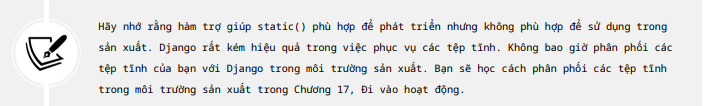 Hãy nhớ rằng hàm trợ giúp static() phù hợp để phát triển nhưng không phù hợp để sử dụng trong
sản xuất. Django rất kém hiệu quả trong việc phục vụ các tệp tĩnh. Không bao giờ phân phối các
tệp tĩnh của bạn với Django trong môi trường sản xuất. Bạn sẽ học cách phân phối các tệp tĩnh
trong môi trường sản xuất trong Chương 17, Đi vào hoạt động.